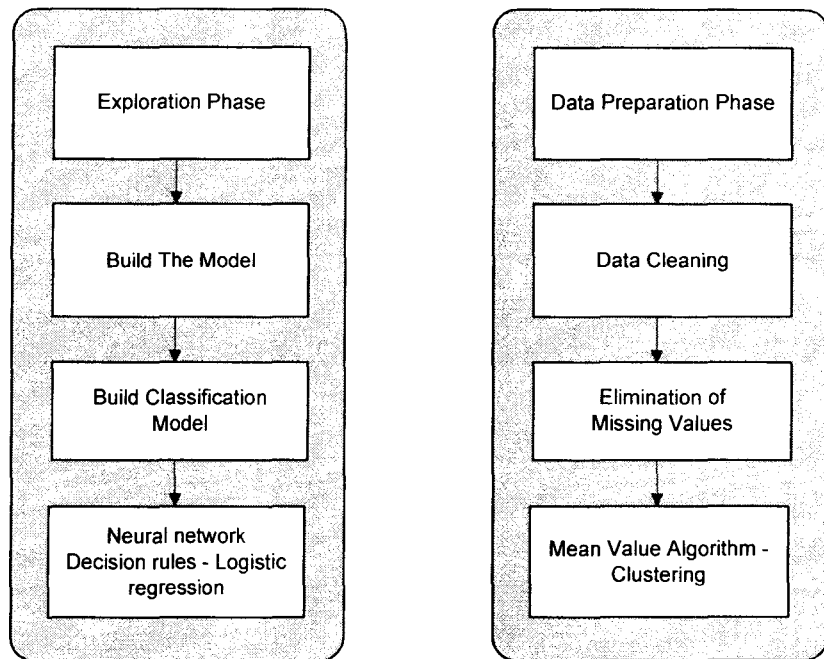 Exploration Phase
Build The Model
Build Classification
Model
Neural network
Decision rules - Logistic
regression
Data Preparation Phase
Data Cleaning
Elimination of
Missing Values
Mean Value Algorithm -
Clustering